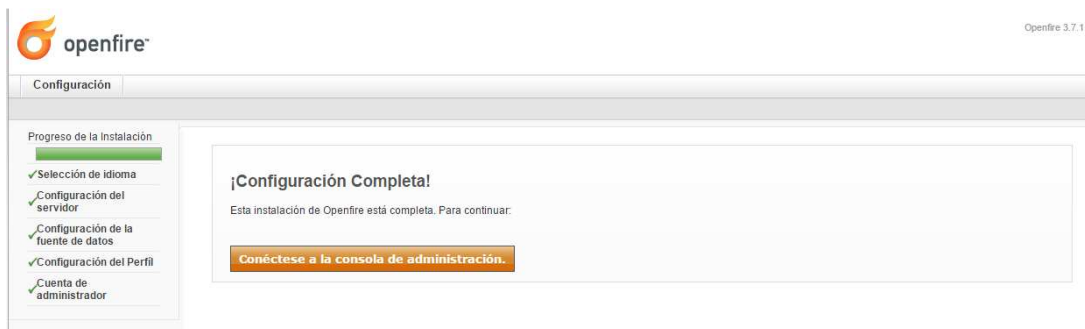 openfire™
Openfire 3.7.1
Configuración
Progreso de la Instalación
Selección de idioma
Configuración del
servidor
Configuración de la
fuente de datos
Configuración del Perfil
Cuenta de
administrador
¡Configuración Completa!
Esta instalación de Openfire está completa. Para continuar:
Conéctese a la consola de administración.